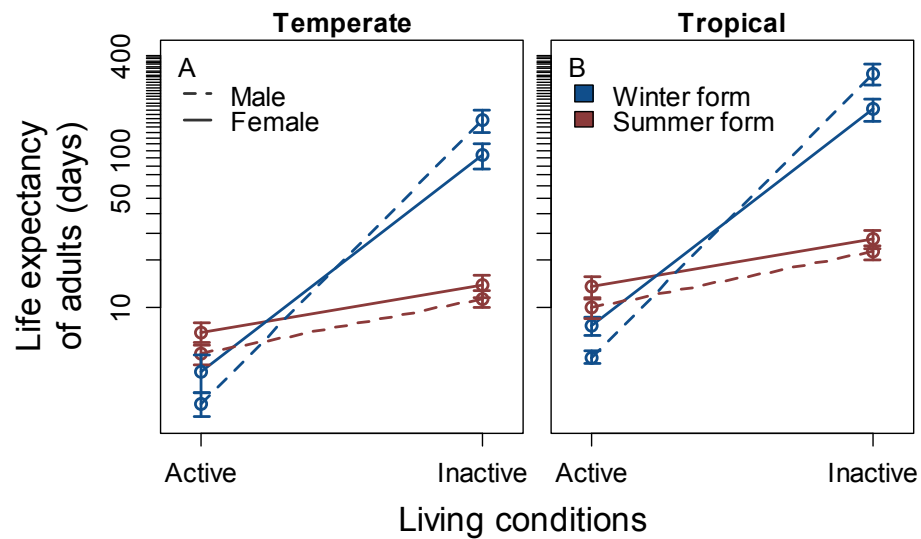 Temperate
Tropical
A
Male
Female
B
Winter form
Summer form
400
100
50
10
Life expectancy
of adults (days)
Active
Inactive
Active
Inactive
Living conditions